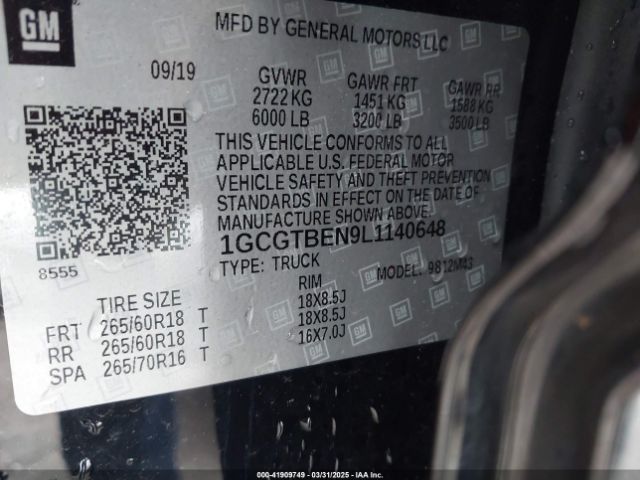 GM
MFD BY GENERAL MOTORS LLC
09/19 GVWR GAWR FRT GAWR RR
2722 KG 1451 KG 1588 KG
6000 LB 3200 LB 3500 LB
THIS VEHICLE CONFORMS TO ALL
APPLICABLE U.S. FEDERAL MOTOR
VEHICLE SAFETY AND THEFT PREVENTION
STANDARDS IN EFFECT ON THE DATE OF
MANUFACTURE SHOWN ABOVE.
1GCGTBEN9L1140648
8555
TYPE: TRUCK MODEL: 9812M43
TIRE SIZE RIM
FRT 265/60R18 T 18X8.5J
RR 265/60R18 T 18X8.5J
SPA 265/70R16 T 16X7.0J
000-41909749 - 03/31/2025 - IAA Inc.